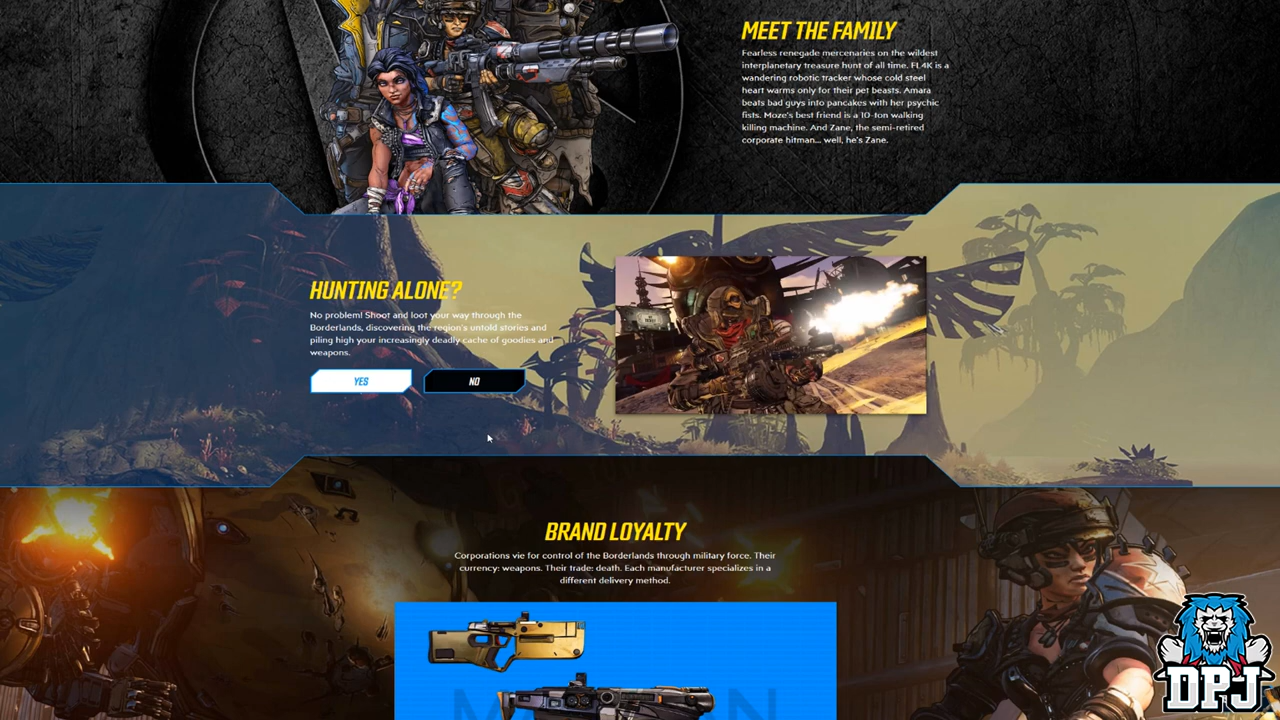 MEET THE FAMILY
Fearless renegade mercenaries on the wildest
interplanetary treasure hunt of all time. FL4K is a
wandering robotic tracker whose cold steel
heart warms only for their pet beasts. Amara
beats bad guys into pancakes with her psychic
fists. Moze's best friend is a 10-ton walking
killing machine. And Zane, the semi-retired
corporate hitman... well, he's Zane.
HUNTING ALONE?
No problem! Shoot and loot your way through the
Borderlands, discovering the region's untold stories and
piling high your increasingly deadly cache of goodies and
weapons.
YES
NO
BRAND LOYALTY
Corporations vie for control of the Borderlands through military force. Their
currency: weapons. Their trade: death. Each manufacturer specializes in a
different delivery method.
DPJ